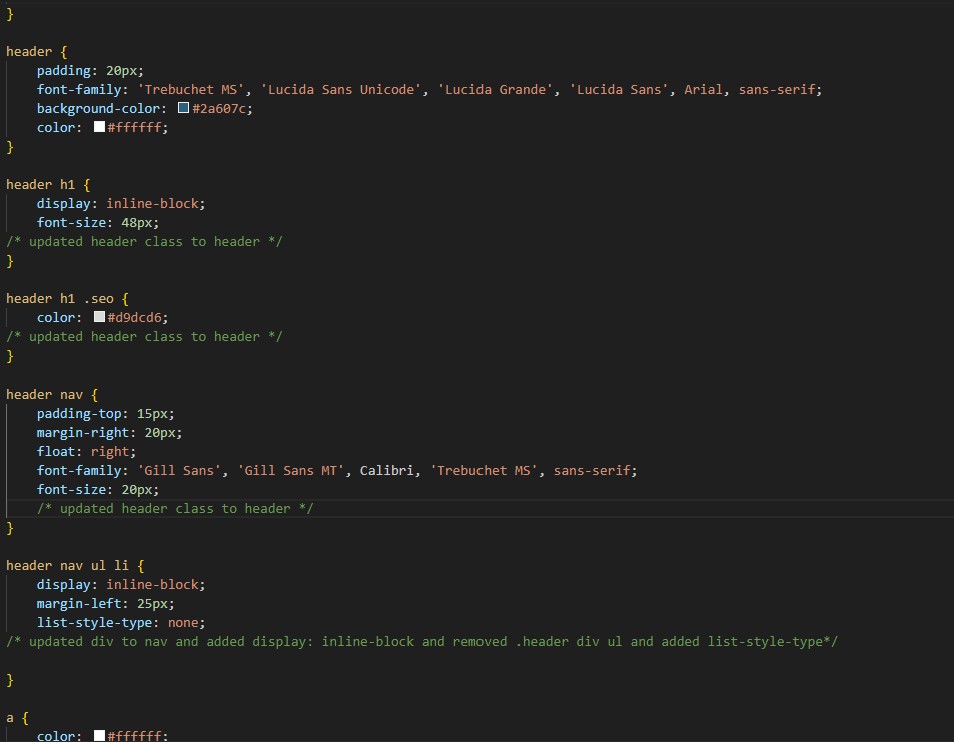 }
header {
padding: 20px;
font-family: 'Trebuchet MS', 'Lucida Sans Unicode', 'Lucida Grande', 'Lucida Sans', Arial, sans-serif;
background-color: #2a607c;
color: #ffffff;
}
header h1 {
display: inline-block;
font-size: 48px;
/* updated header class to header */
}
header h1 .seo {
color: #d9dcd6;
/* updated header class to header */
}
header nav {
padding-top: 15px;
margin-right: 20px;
float: right;
font-family: 'Gill Sans', 'Gill Sans MT', Calibri, 'Trebuchet MS', sans-serif;
font-size: 20px;
/* updated header class to header */
}
header nav ul li {
display: inline-block;
margin-left: 25px;
list-style-type: none;
/* updated div to nav and added display: inline-block and removed .header div ul and added list-style-type*/
}
a {
color: #ffffff;